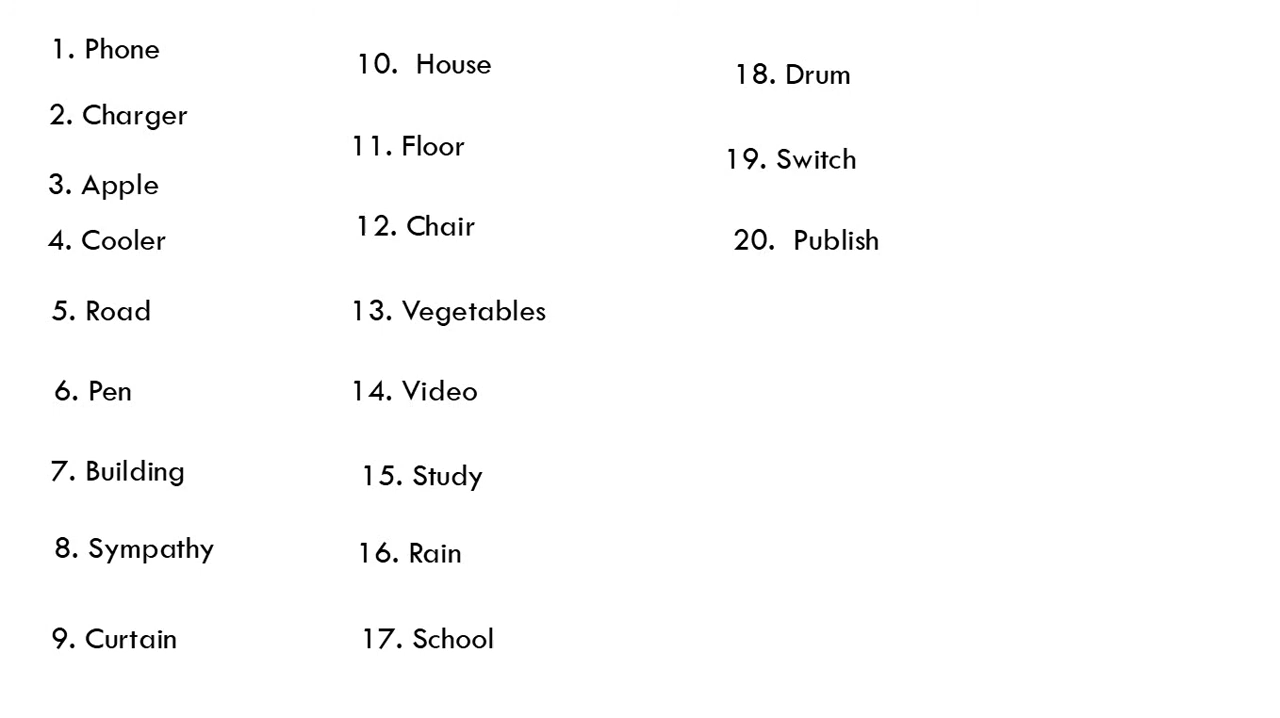 1. Phone
2. Charger
3. Apple
4. Cooler
5. Road
6. Pen
7. Building
8. Sympathy
9. Curtain
10. House
11. Floor
12. Chair
13. Vegetables
14. Video
15. Study
16. Rain
17. School
18. Drum
19. Switch
20. Publish